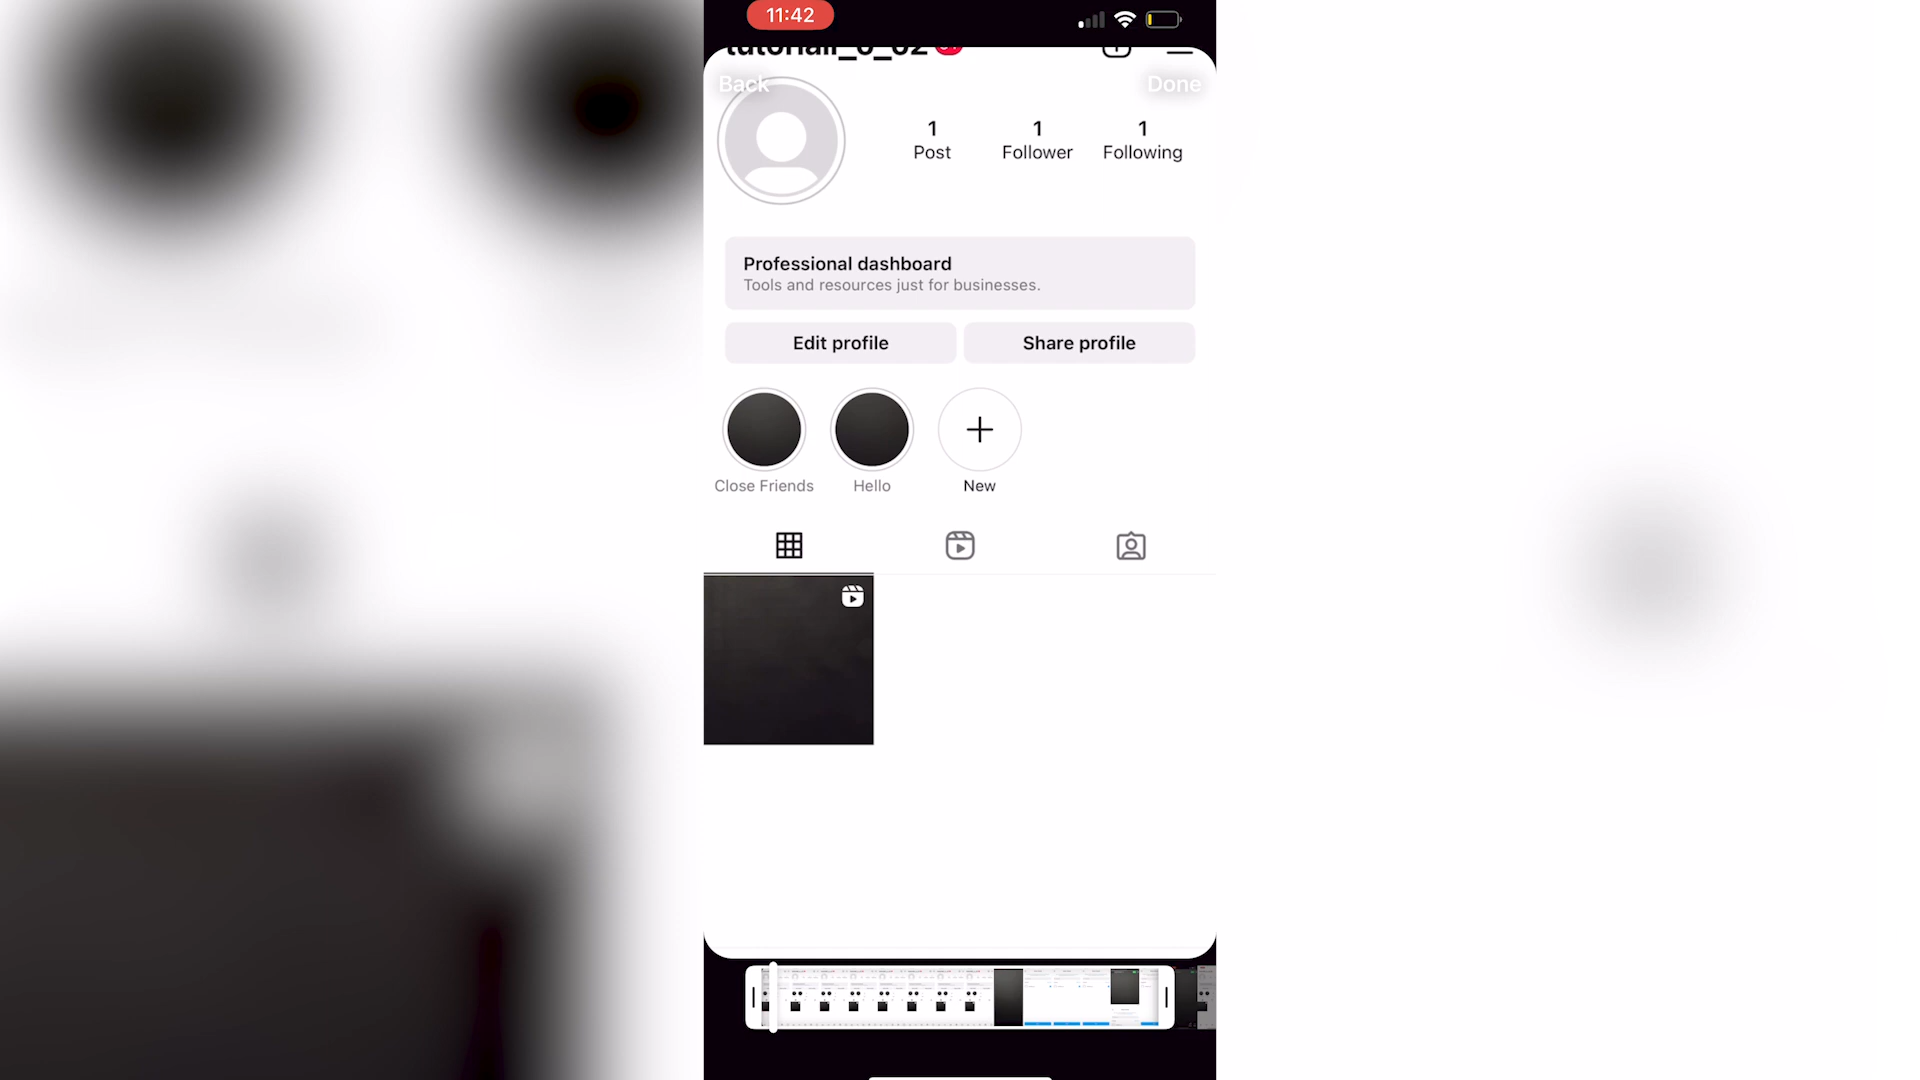 11:42
tutoriall_0_02
Back
Done
1
Post
1
Follower
1
Following
Professional dashboard
Tools and resources just for businesses.
Edit profile
Share profile
Close Friends
Hello
New